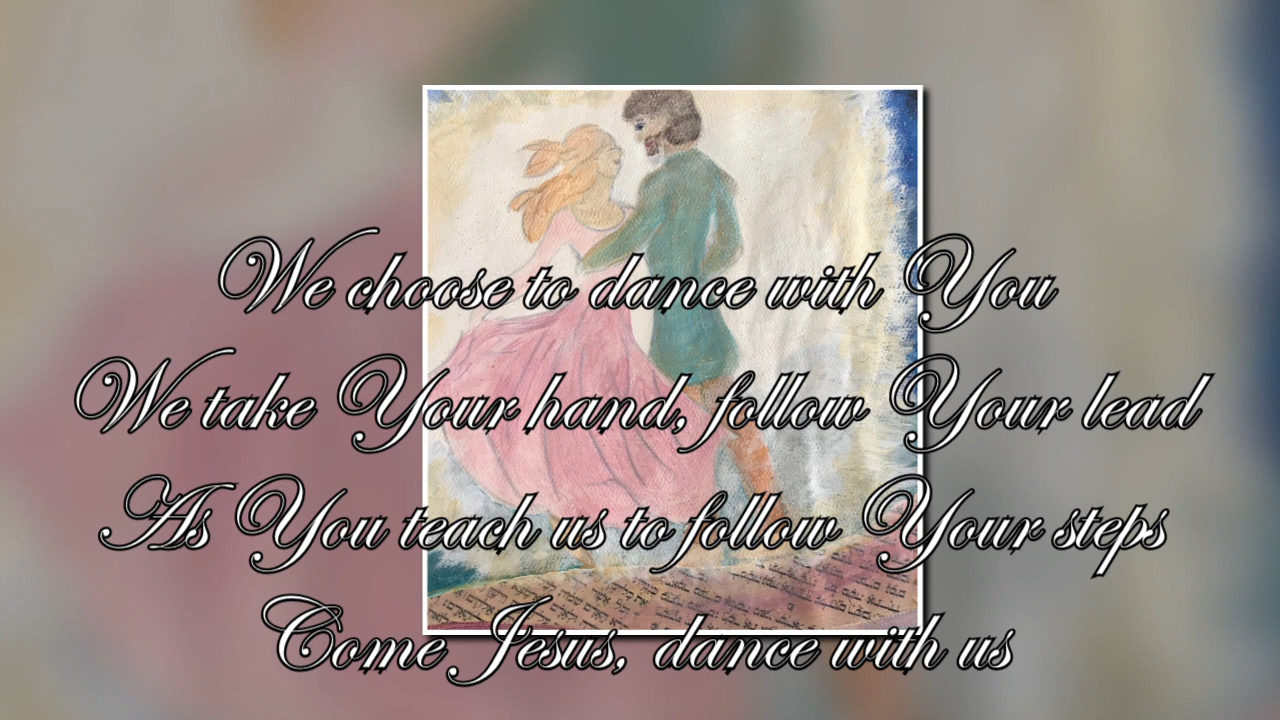 We choose to dance with You
We take Your hand, follow Your lead
As You teach us to follow Your steps
Come Jesus, dance with us